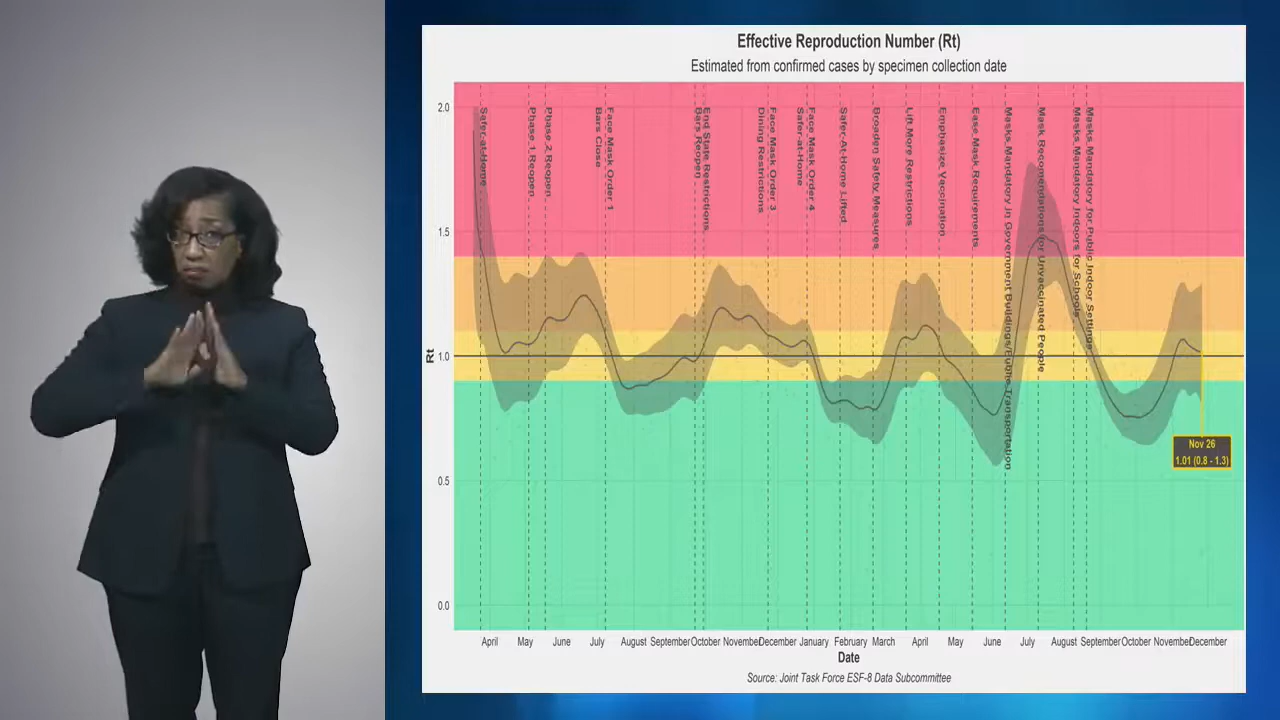 Effective Reproduction Number (Rt)
Estimated from confirmed cases by specimen collection date
Rt
2.0
1.5
1.0
0.5
0.0
Safer-at-Home
Phase 1 Reopen
Phase 2 Reopen
Bars Close
Face Mask Order 1
Bars Reopen
End State Restrictions
Dining Restrictions
Face Mask Order 3
Safer-at-Home
Face Mask Order 4
Safer-At-Home Lifted
Broaden Safety Measures
Lift More Restrictions
Emphasize Vaccination
Ease Mask Requirements
Masks Mandatory in Government Buildings/Public Transportation
Mask Recomendations for Unvaccinated People
Masks Mandatory Indoors for Schools
Masks Mandatory for Public Indoor Settings
Nov 26
1.01 (0.8 - 1.3)
April May June July August September October November December January February March April May June July August September October November December
Date
Source: Joint Task Force ESF-8 Data Subcommittee